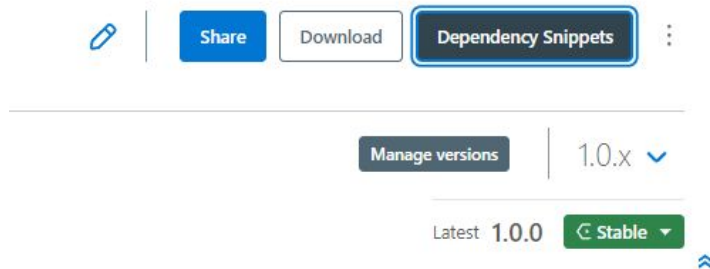 Share Download Dependency Snippets
Manage versions 1.0.x
Latest 1.0.0 Stable